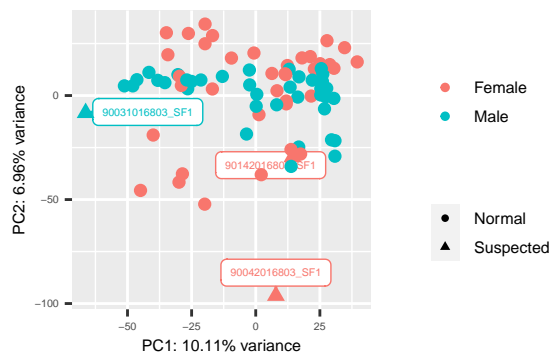 PC2: 6.96% variance
0
−50
−100
90031016803_SF1
90142016803_SF1
90042016803_SF1
−50
−25
0
25
PC1: 10.11% variance
Female
Male
Normal
Suspected